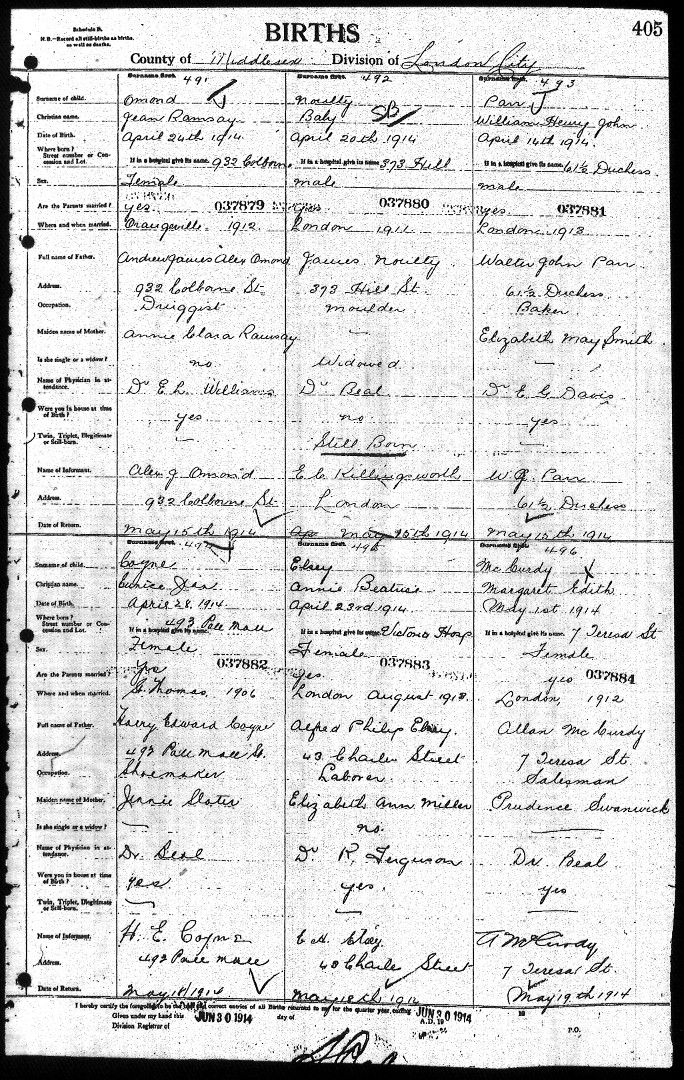 Schedule B.
N.B.—Record all still-births as births,
as well as deaths.
BIRTHS
405
County of Middlesex Division of London City
Surname first. 491 Surname first. 492 Surname first. 493
Surname of child. Omond Noulty Parr
Christian name. Jean Ramsay Baby SB William Henry John
Date of Birth. April 24th 1914 April 20th 1914 April 14th 1914.
Where born?
Street number or Concession and Lot. If in a hospital give its name. 932 Colborne If in a hospital give its name 373 Hill If in a hospital give its name 61½ Duchess.
Sex. Female male male
Are the Parents married? yes 037879 yes 037880 yes 037881
Where and when married. Orangeville 1912. London 1911 London 1913
Full name of Father. Andrew James Alex Omond James Noulty Walter John Parr
Address. 932 Colborne St 373 Hill St. 61½ Duchess.
Occupation. Druggist moulder Baker
Maiden name of Mother. Annie Clara Ramsay — Elizabeth May Smith
Is she single or a widow? no Widowed —
Name of Physician in attendance. Dr E L Williams Dr Beal Dr E G Davis
Were you in house at time of Birth? yes no yes
Twin, Triplet, Illegitimate or Still-born. — Still Born —
Name of Informant. Alex J Omond E C Killingsworth W J. Parr
Address. 932 Colborne St London 61½ Duchess
Date of Return. May 15th 1914 May 15th 1914 May 15th 1914
Surname first. 494 Surname first. 495 Surname first. 496
Surname of child. Coyne Elsey McCurdy
Christian name. Eunice Annie Beatrice Margaret Edith
Date of Birth. April 28, 1914 April 23rd 1914 May 1st 1914
Where born?
Street number or Concession and Lot. If in a hospital give its name. 493 Pall Mall If in a hospital give its name Victoria Hosp If in a hospital give its name 7 Teresa St
Sex. Female Female Female
Are the Parents married? yes 037882 yes. 037883 yes 037884
Where and when married. St. Thomas, 1906 London August 1913. London, 1912
Full name of Father. Harry Edward Coyne Alfred Philip Elsey. Allan McCurdy
Address. 492 Pall Mall St. 43 Charles Street 7 Teresa St
Occupation. Shoemaker Laborer. Salesman
Maiden name of Mother. Jennie Slater Elizabeth Ann Miller Prudence Swanwick
Is she single or a widow? — no. —
Name of Physician in attendance. Dr. Beal Dr R, Ferguson Dr. Beal
Were you in house at time of Birth? yes yes. yes
Twin, Triplet, Illegitimate or Still-born. — — —
Name of Informant. H. E. Coyne A McCurdy
Address. 492 Pall Mall 43 Charle Street 7 Teresa St.
Date of Return. May 18/1914 May 18th 1914 May 19th 1914
I hereby certify the foregoing to be the true and correct entries of all Births returned to me for the quarter year, ending JUN 30 1914 19
Given under my hand this JUN 30 1914 day of A.D. 19
Division Registrar of P.O.